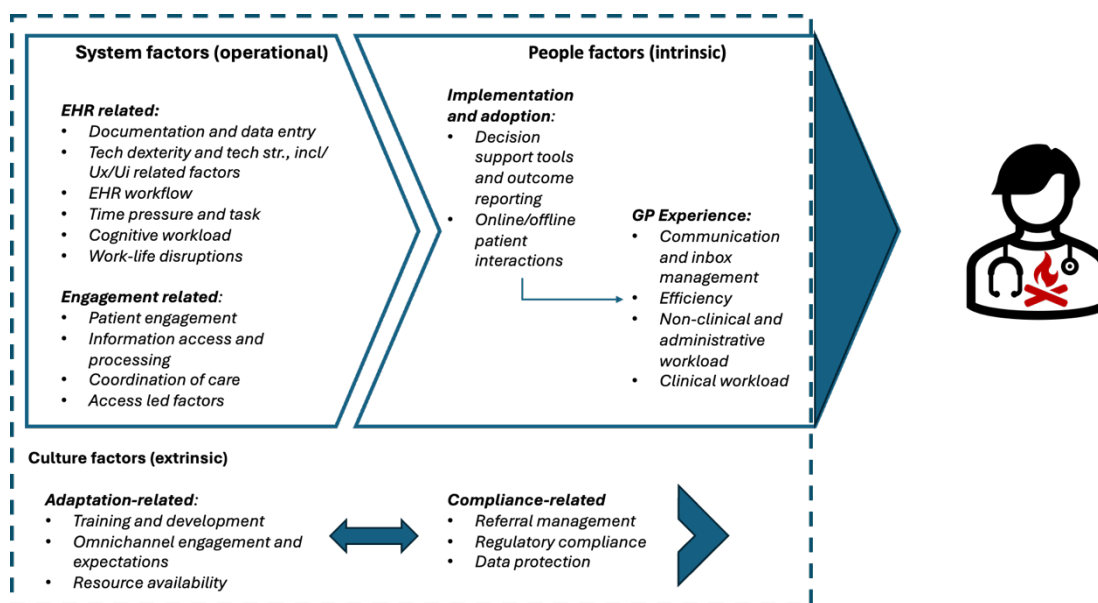 System factors (operational)
EHR related:
• Documentation and data entry
• Tech dexterity and tech str., incl/
Ux/Ui related factors
• EHR workflow
• Time pressure and task
• Cognitive workload
• Work-life disruptions
Engagement related:
• Patient engagement
• Information access and
processing
• Coordination of care
• Access led factors
People factors (intrinsic)
Implementation
and adoption:
• Decision
support tools
and outcome
reporting
• Online/offline
patient
interactions
GP Experience:
• Communication
and inbox
management
• Efficiency
• Non-clinical and
administrative
workload
• Clinical workload
Culture factors (extrinsic)
Adaptation-related:
• Training and development
• Omnichannel engagement and
expectations
• Resource availability
Compliance-related
• Referral management
• Regulatory compliance
• Data protection